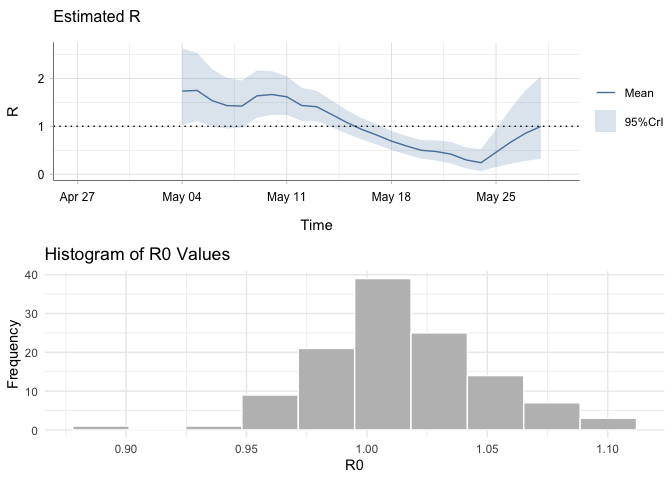 Estimated R
2
1
0
R
Apr 27 May 04 May 11 May 18 May 25
Time
Mean
95%CrI
Histogram of R0 Values
40
30
20
10
0
Frequency
0.90 0.95 1.00 1.05 1.10
R0